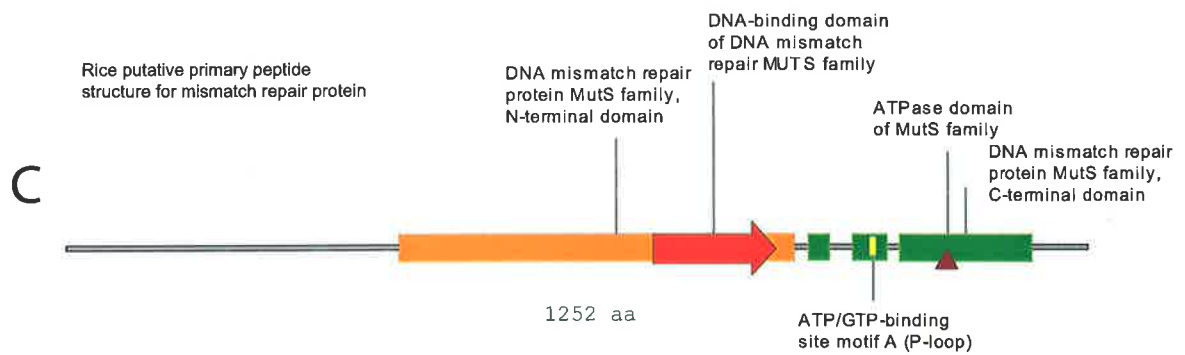 DNA-binding domain
of DNA mismatch
repair MUTS family
Rice putative primary peptide
structure for mismatch repair protein
DNA mismatch repair
protein MutS family,
N-terminal domain
ATPase domain
of MutS family
DNA mismatch repair
protein MutS family,
C-terminal domain
C
1252 aa
ATP/GTP-binding
site motif A (P-loop)